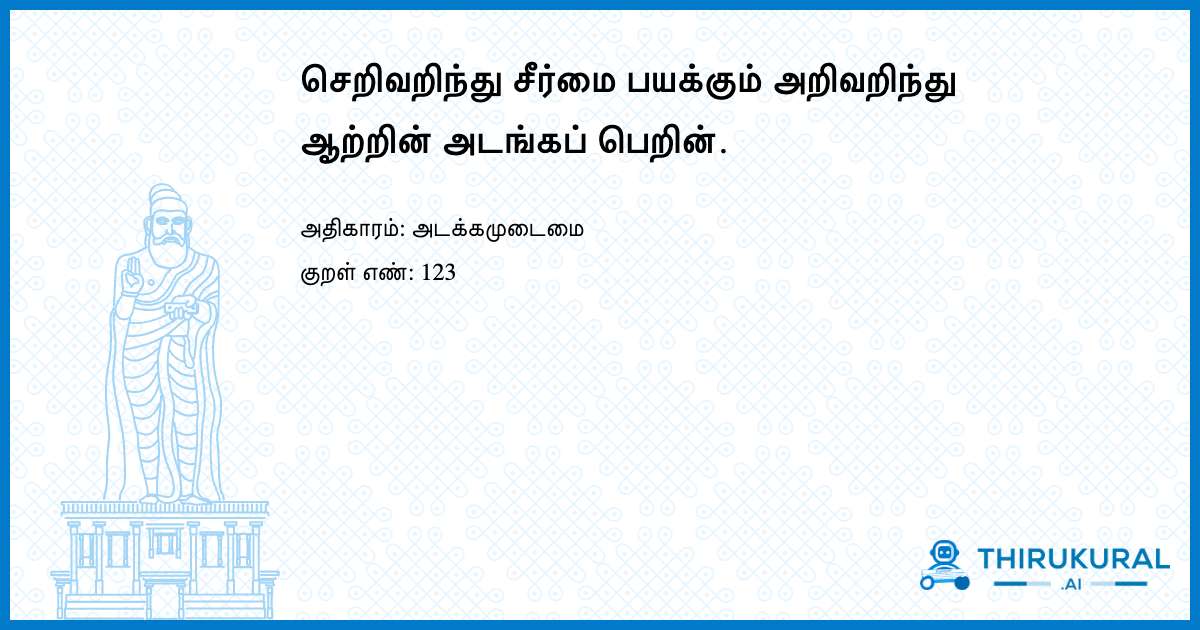 செறிவறிந்து சீர்மை பயக்கும் அறிவறிந்து
ஆற்றின் அடங்கப் பெறின்.
அதிகாரம்: அடக்கமுடைமை
குறள் எண்: 123
THIRUKURAL
.AI